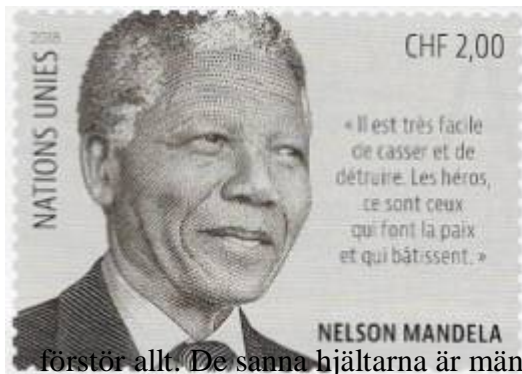 2018
NATIONS UNIES
CHF 2,00
« Il est très facile
de casser et de
détruire. Les héros,
ce sont ceux
qui font la paix
et qui bâtissent. »
NELSON MANDELA
förstör allt. De sanna hjältarna är män